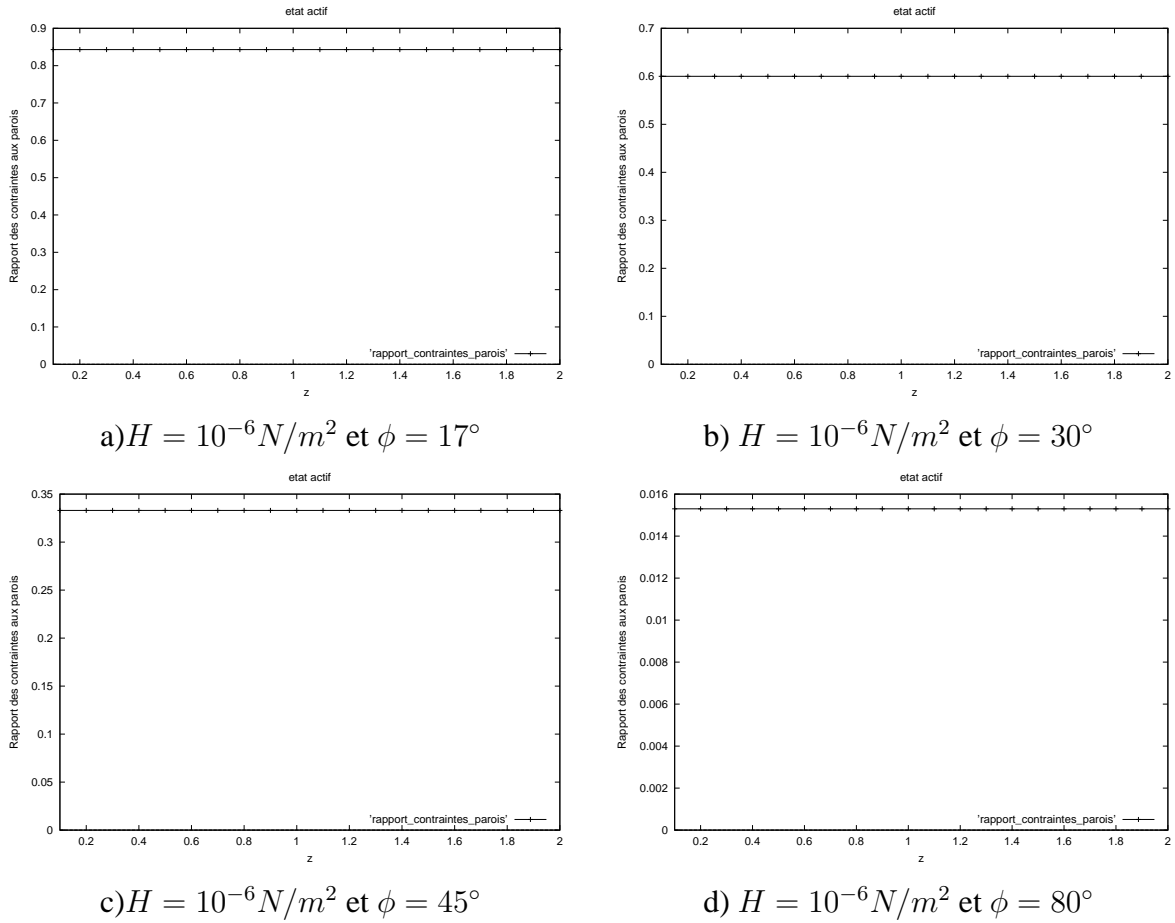 etat actif
0.9
0.8
0.7
0.6
0.5
0.4
0.3
0.2
0.1
0
Rapport des contraintes aux parois
'rapport_contraintes_parois'
0.2 0.4 0.6 0.8 1 1.2 1.4 1.6 1.8 2
z
a)H = 10⁻⁶N/m² et ϕ = 17°
etat actif
0.7
0.6
0.5
0.4
0.3
0.2
0.1
0
Rapport des contraintes aux parois
'rapport_contraintes_parois'
0.2 0.4 0.6 0.8 1 1.2 1.4 1.6 1.8 2
z
b) H = 10⁻⁶N/m² et ϕ = 30°
etat actif
0.35
0.3
0.25
0.2
0.15
0.1
0.05
0
Rapport des contraintes aux parois
'rapport_contraintes_parois'
0.2 0.4 0.6 0.8 1 1.2 1.4 1.6 1.8 2
z
c)H = 10⁻⁶N/m² et ϕ = 45°
etat actif
0.016
0.014
0.012
0.01
0.008
0.006
0.004
0.002
0
Rapport des contraintes aux parois
'rapport_contraintes_parois'
0.2 0.4 0.6 0.8 1 1.2 1.4 1.6 1.8 2
z
d) H = 10⁻⁶N/m² et ϕ = 80°